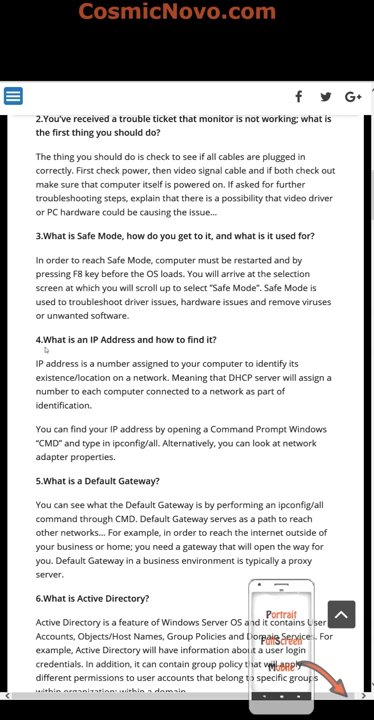 CosmicNovo.com
2.You've received a trouble ticket that monitor is not working; what is
the first thing you should do?
The thing you should do is check to see if all cables are plugged in
correctly. First check power, then video signal cable and if both check out
make sure that computer itself is powered on. If asked for further
troubleshooting steps, explain that there is a possibility that video driver
or PC hardware could be causing the issue...
3.What is Safe Mode, how do you get to it, and what is it used for?
In order to reach Safe Mode, computer must be restarted and by
pressing F8 key before the OS loads. You will arrive at the selection
screen at which you will scroll up to select "Safe Mode". Safe Mode is
used to troubleshoot driver issues, hardware issues and remove viruses
or unwanted software.
4.What is an IP Address and how to find it?
IP address is a number assigned to your computer to identify its
existence/location on a network. Meaning that DHCP server will assign a
number to each computer connected to a network as part of
identification.
You can find your IP address by opening a Command Prompt Windows
"CMD" and type in ipconfig/all. Alternatively, you can look at network
adapter properties.
5.What is a Default Gateway?
You can see what the Default Gateway is by performing an ipconfig/all
command through CMD. Default Gateway serves as a path to reach
other networks... For example, in order to reach the internet outside of
your business or home; you need a gateway that will open the way for
you. Default Gateway in a business environment is typically a proxy
server.
6.What is Active Directory?
Active Directory is a feature of Windows Server OS and it contains User
Accounts, Objects/Host Names, Group Policies and Domain Services. For
example, Active Directory will have information about a user login
credentials. In addition, it can contain group policy that will apply
different permissions to user accounts that belong to specific groups
within organization; within a domain.
Portrait
FullScreen
Mobile